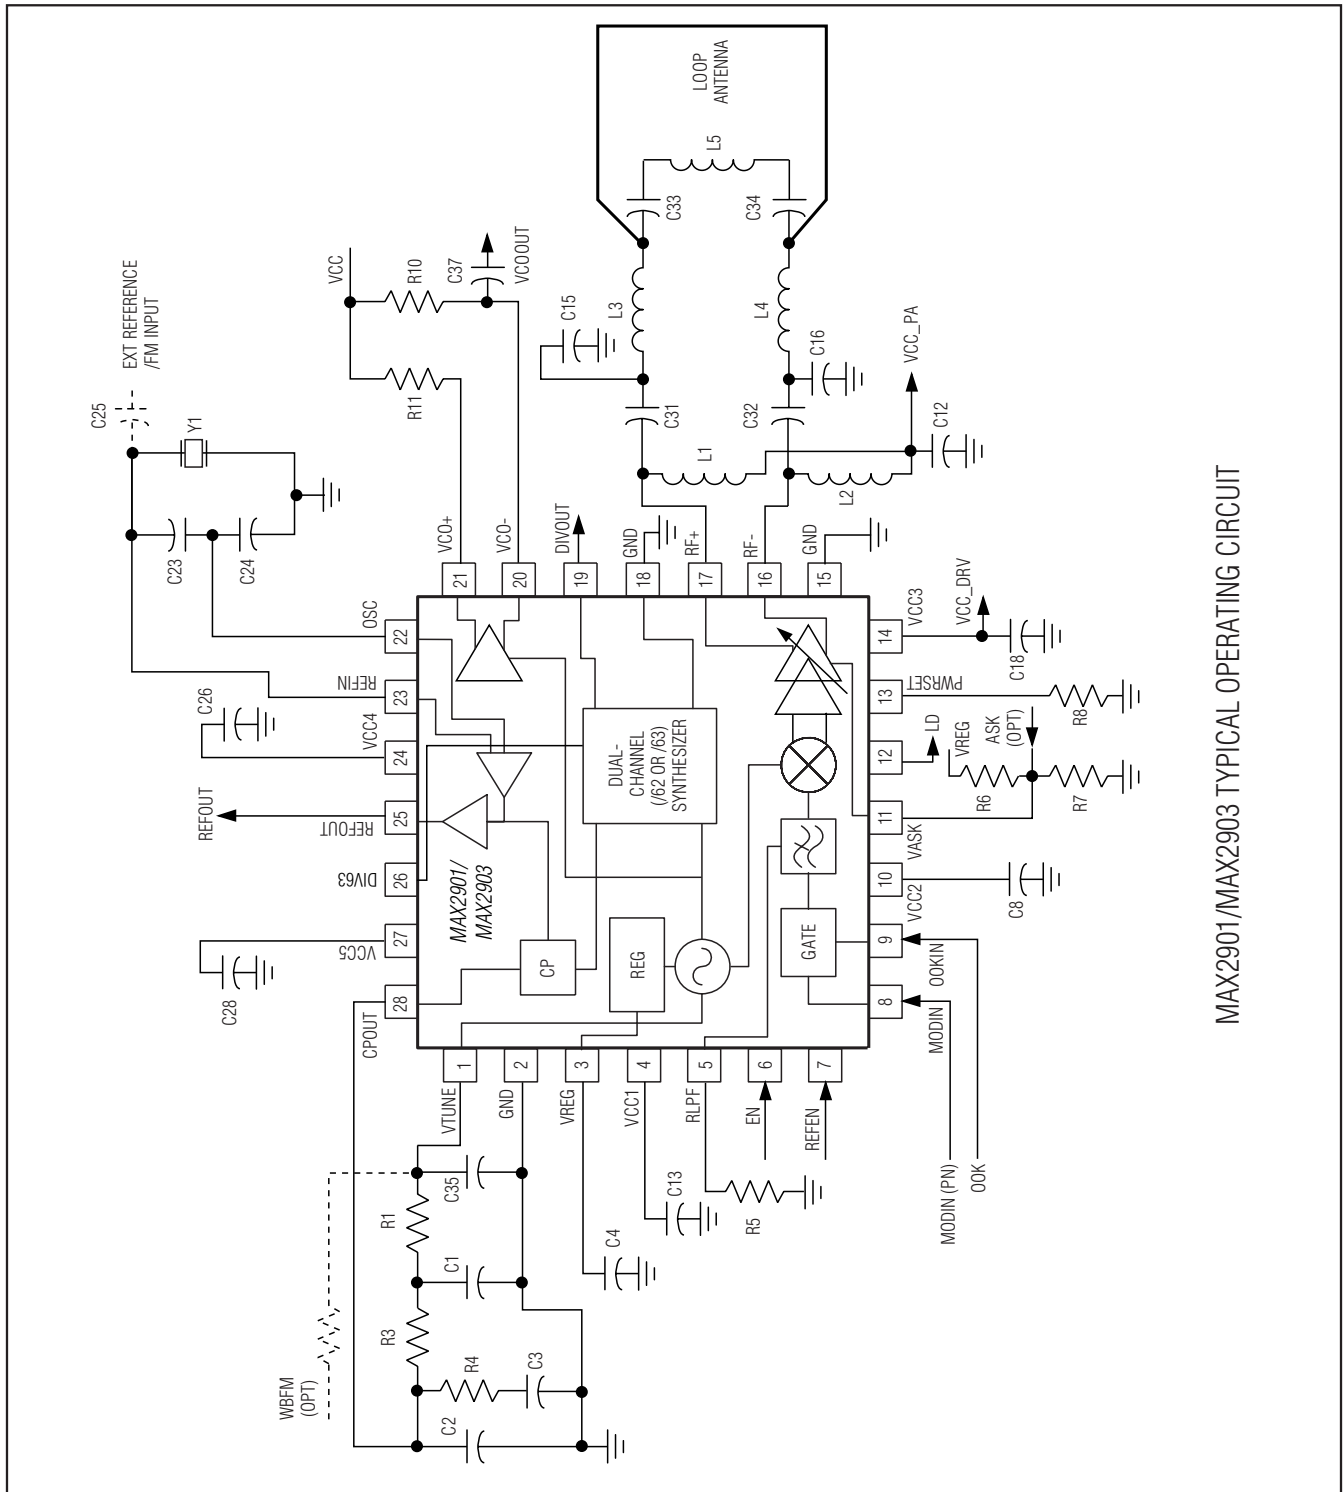 LOOP
ANTENNA
L5
C33
C34
EXT REFERENCE
/FM INPUT
C25
Y1
C23
C24
VCC
R10
R11
C37
VCOOUT
C15
L3
L4
C16
C31
C32
L1
L2
VCC_PA
C12
VCO+
VCO-
DIVOUT
GND
RF+
RF-
GND
21
20
19
18
17
16
15
OSC
22
REFIN
23
C26
VCC4
24
REFOUT
REFOUT
25
DIV63
26
VCC5
27
C28
CPOUT
28
MAX2901/
MAX2903
DUAL-
CHANNEL
(/62 OR /63)
SYNTHESIZER
CP
REG
GATE
14
VCC3
VCC_DRV
C18
13
PWRSET
R8
12
LD
VREG
ASK
(OPT)
R6
R7
11
VASK
10
VCC2
C8
9
OOKIN
8
MODIN
MODIN (PN)
OOK
1
2
3
4
5
6
7
VTUNE
GND
VREG
VCC1
RLPF
EN
REFEN
C35
R1
C1
R3
R4
C3
C2
C4
C13
R5
WBFM
(OPT)
MAX2901/MAX2903 TYPICAL OPERATING CIRCUIT